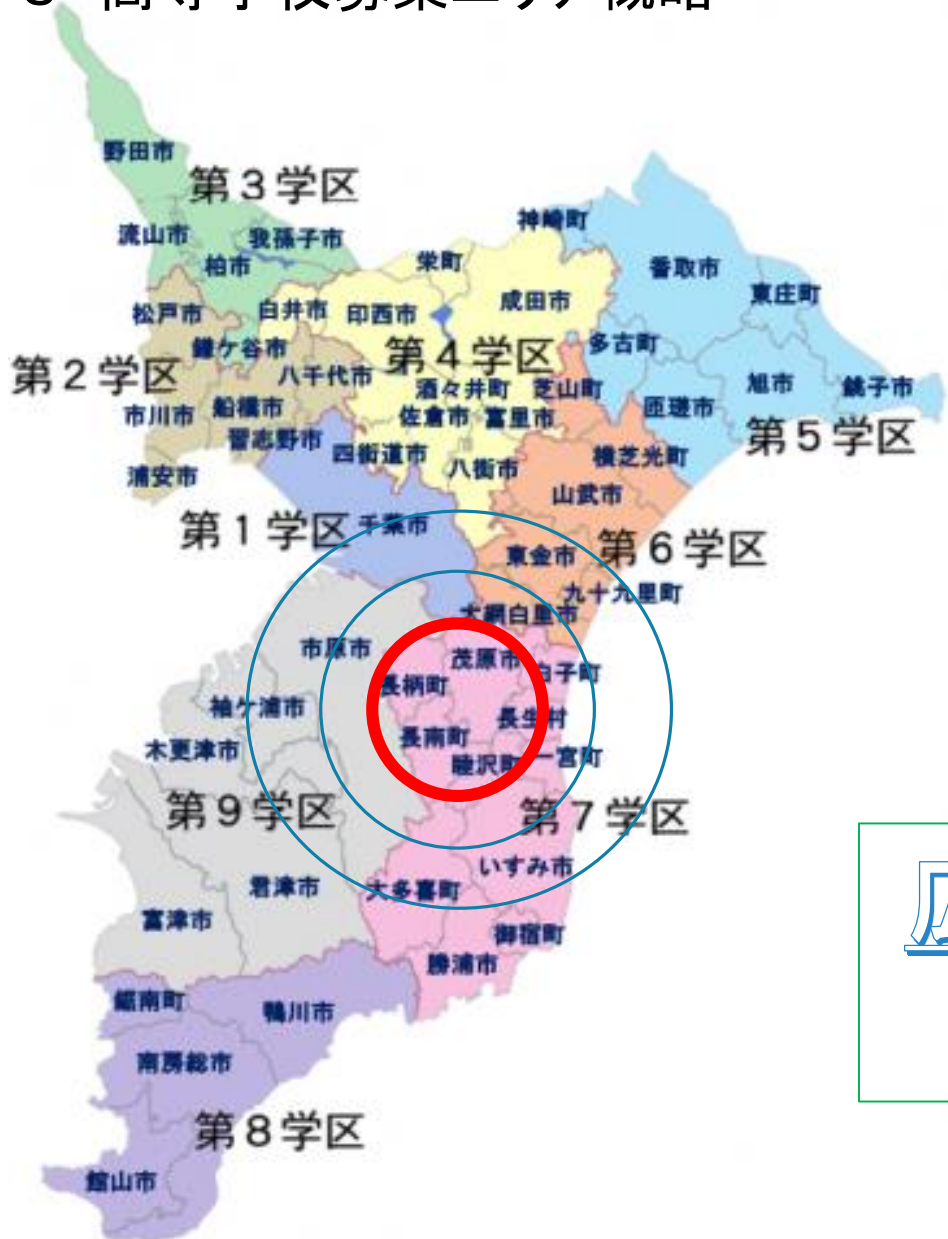 高等学校募集エリア概略
野田市
第3学区
流山市
我孫子市
柏市
神崎町
栄町
香取市
東庄町
松戸市
白井市
印西市
成田市
鎌ケ谷市
第4学区
多古町
第2学区
八千代市
酒々井町
芝山町
旭市
銚子市
市川市
船橋市
佐倉市
富里市
匝瑳市
習志野市
四街道市
第5学区
浦安市
八街市
横芝光町
山武市
第1学区
千葉市
東金市
第6学区
九十九里町
大網白里市
市原市
茂原市
白子町
長柄町
袖ケ浦市
長生村
木更津市
長南町
睦沢町
一宮町
第9学区
第7学区
いすみ市
君津市
大多喜町
富津市
御宿町
勝浦市
鋸南町
鴨川市
南房総市
第8学区
館山市